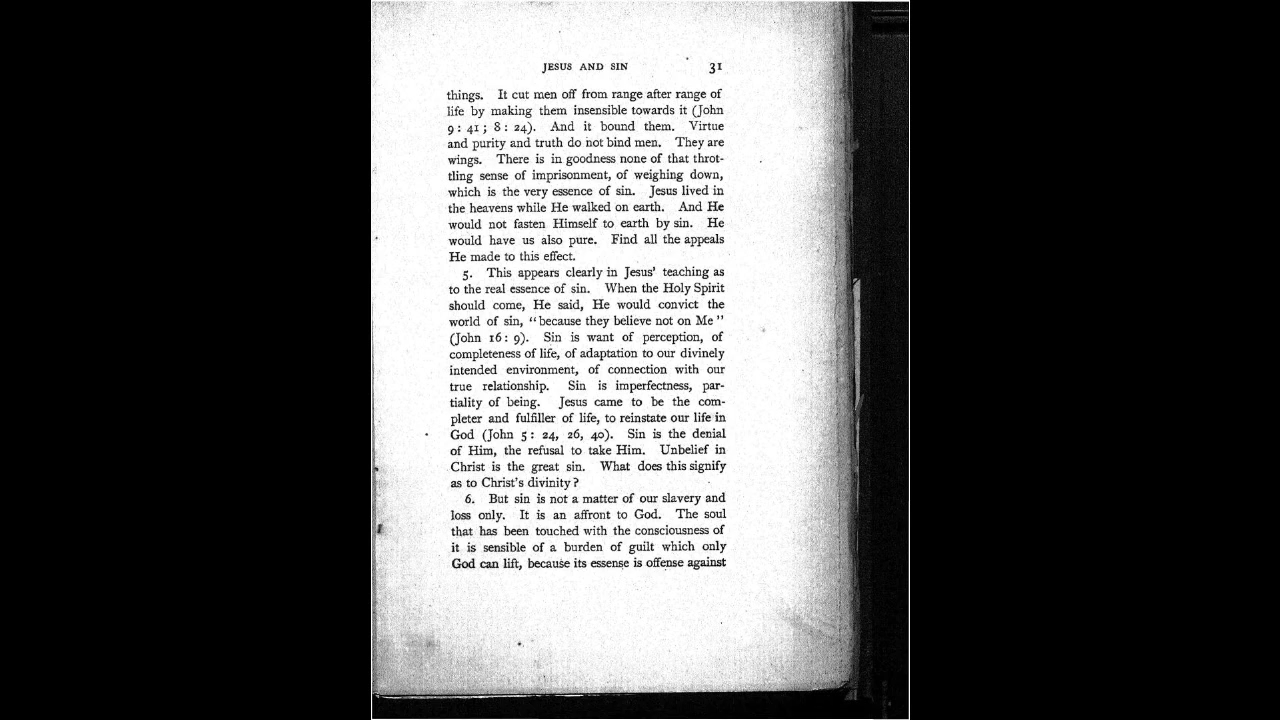 JESUS AND SIN 31
things. It cut men off from range after range of
life by making them insensible towards it (John
9: 41; 8: 24). And it bound them. Virtue
and purity and truth do not bind men. They are
wings. There is in goodness none of that throt-
tling sense of imprisonment, of weighing down,
which is the very essence of sin. Jesus lived in
the heavens while He walked on earth. And He
would not fasten Himself to earth by sin. He
would have us also pure. Find all the appeals
He made to this effect.
5. This appears clearly in Jesus' teaching as
to the real essence of sin. When the Holy Spirit
should come, He said, He would convict the
world of sin, "because they believe not on Me"
(John 16: 9). Sin is want of perception, of
completeness of life, of adaptation to our divinely
intended environment, of connection with our
true relationship. Sin is imperfectness, par-
tiality of being. Jesus came to be the com-
pleter and fulfiller of life, to reinstate our life in
God (John 5: 24, 26, 40). Sin is the denial
of Him, the refusal to take Him. Unbelief in
Christ is the great sin. What does this signify
as to Christ's divinity?
6. But sin is not a matter of our slavery and
loss only. It is an affront to God. The soul
that has been touched with the consciousness of
it is sensible of a burden of guilt which only
God can lift, because its essense is offense against